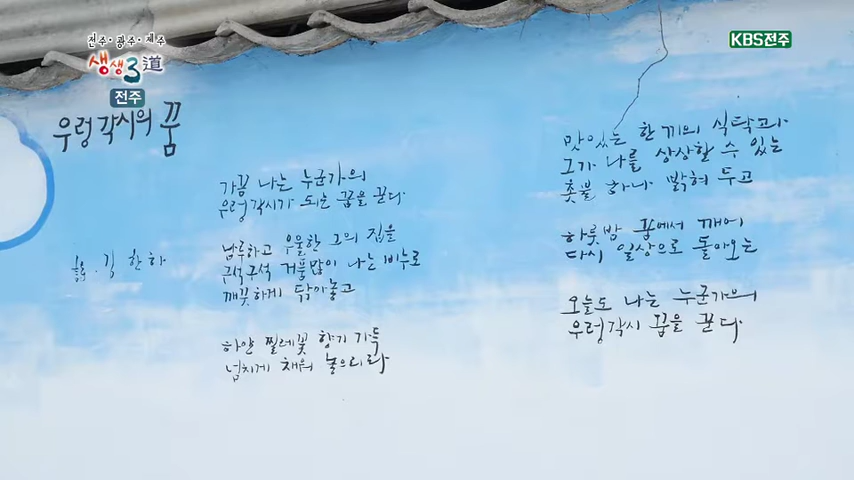 전주·광주·제주
생생3道
전주
KBS전주
우렁각시의 꿈
김한하
가끔 나는 누군가의
우렁각시가 되는 꿈을 꾼다
남루하고 우울한 그의 집을
구석구석 거품많이 나는 비누로
깨끗하게 닦아놓고
하얀 찔레꽃 향기 가득
넘치게 채워 놓으리라
맛있는 한 끼의 식탁과
그가 나를 상상할 수 있는
촛불 하나 밝혀 두고
하룻밤 꿈에서 깨어
다시 일상으로 돌아오는
오늘도 나는 누군가의
우렁각시 꿈을 꾼다